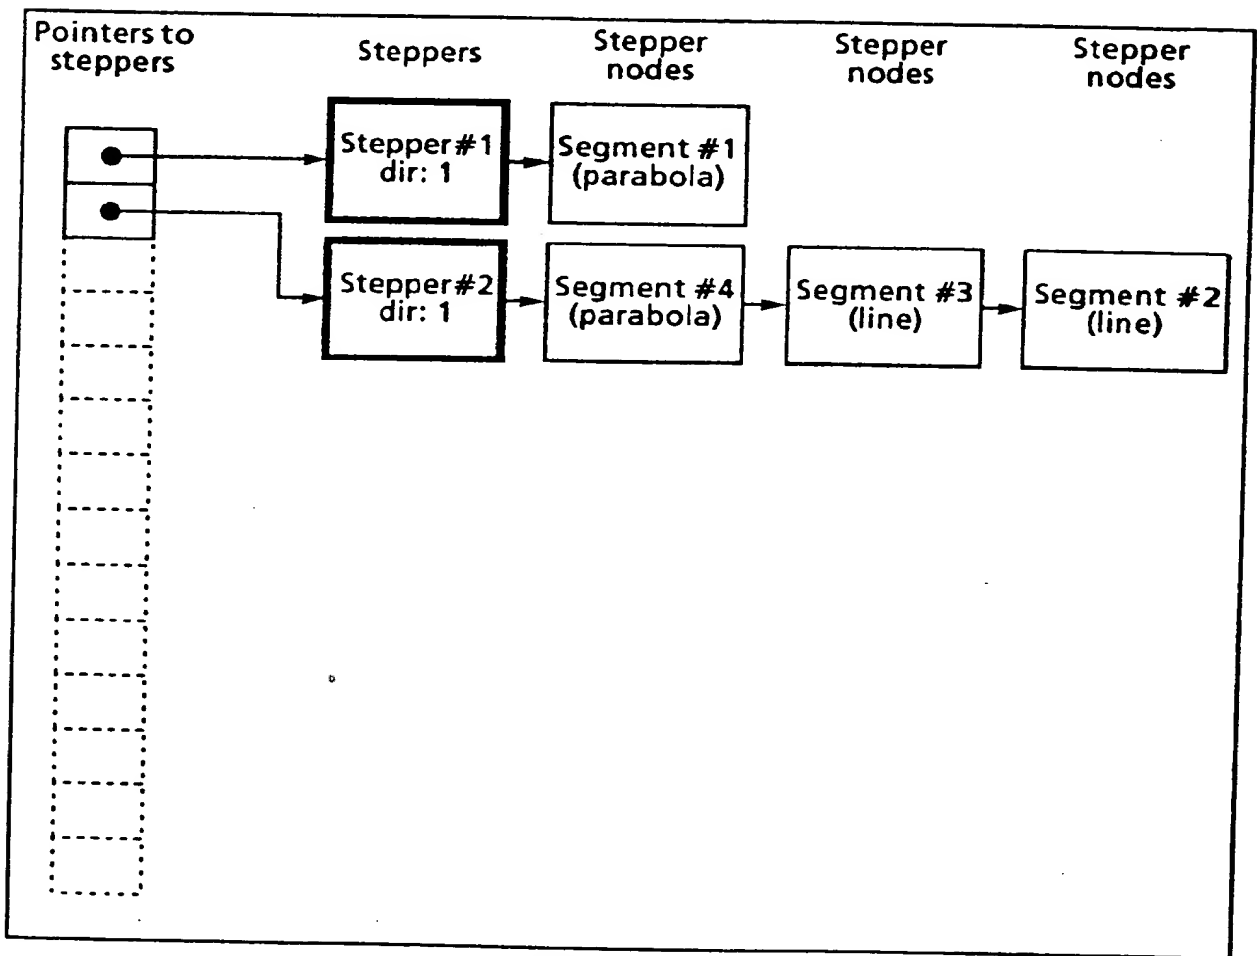 Pointers to
steppers
Steppers
Stepper
nodes
Stepper
nodes
Stepper
nodes
Stepper#1
dir: 1
Segment #1
(parabola)
Stepper#2
dir: 1
Segment #4
(parabola)
Segment #3
(line)
Segment #2
(line)